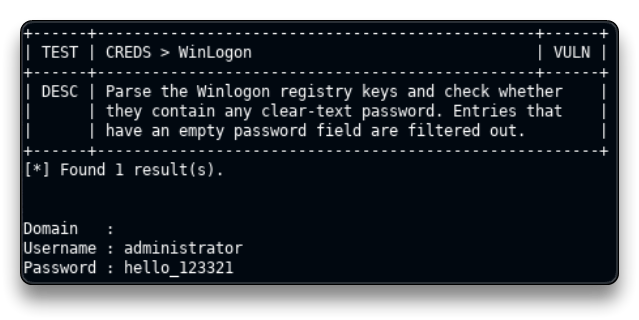 +------+------------------------------------------------+------+
| TEST | CREDS > WinLogon                               | VULN |
+------+------------------------------------------------+------+
| DESC | Parse the Winlogon registry keys and check whether    |
|      | they contain any clear-text password. Entries that    |
|      | have an empty password field are filtered out.        |
+------+-------------------------------------------------------+
[*] Found 1 result(s).
Domain   :
Username : administrator
Password : hello_123321